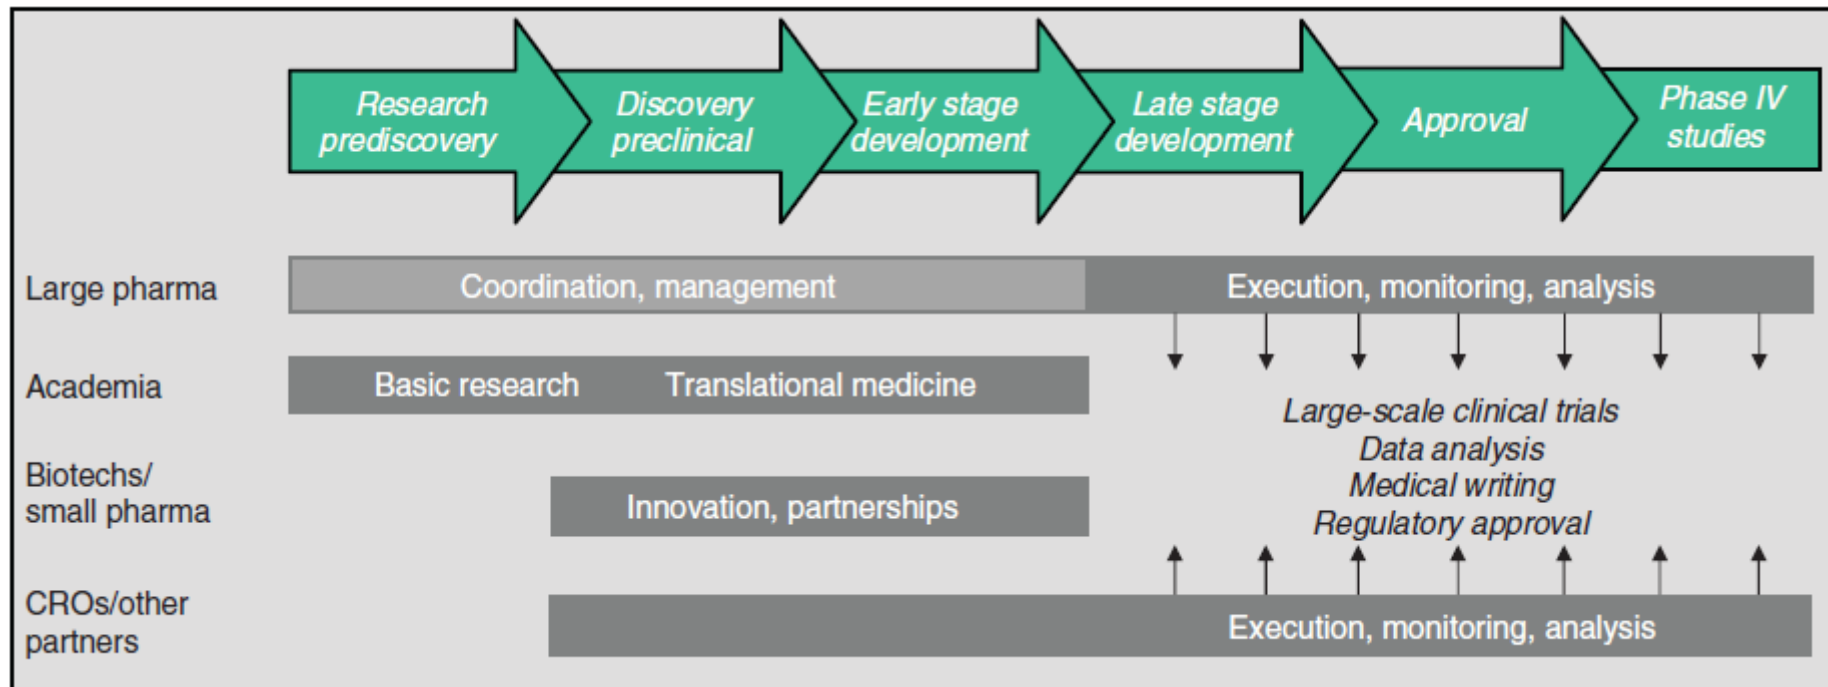 Research
prediscovery
Discovery
preclinical
Early stage
development
Late stage
development
Approval
Phase IV
studies
Large pharma
Coordination, management
Execution, monitoring, analysis
Academia
Basic research
Translational medicine
Large-scale clinical trials
Data analysis
Medical writing
Regulatory approval
Biotechs/
small pharma
Innovation, partnerships
CROs/other
partners
Execution, monitoring, analysis